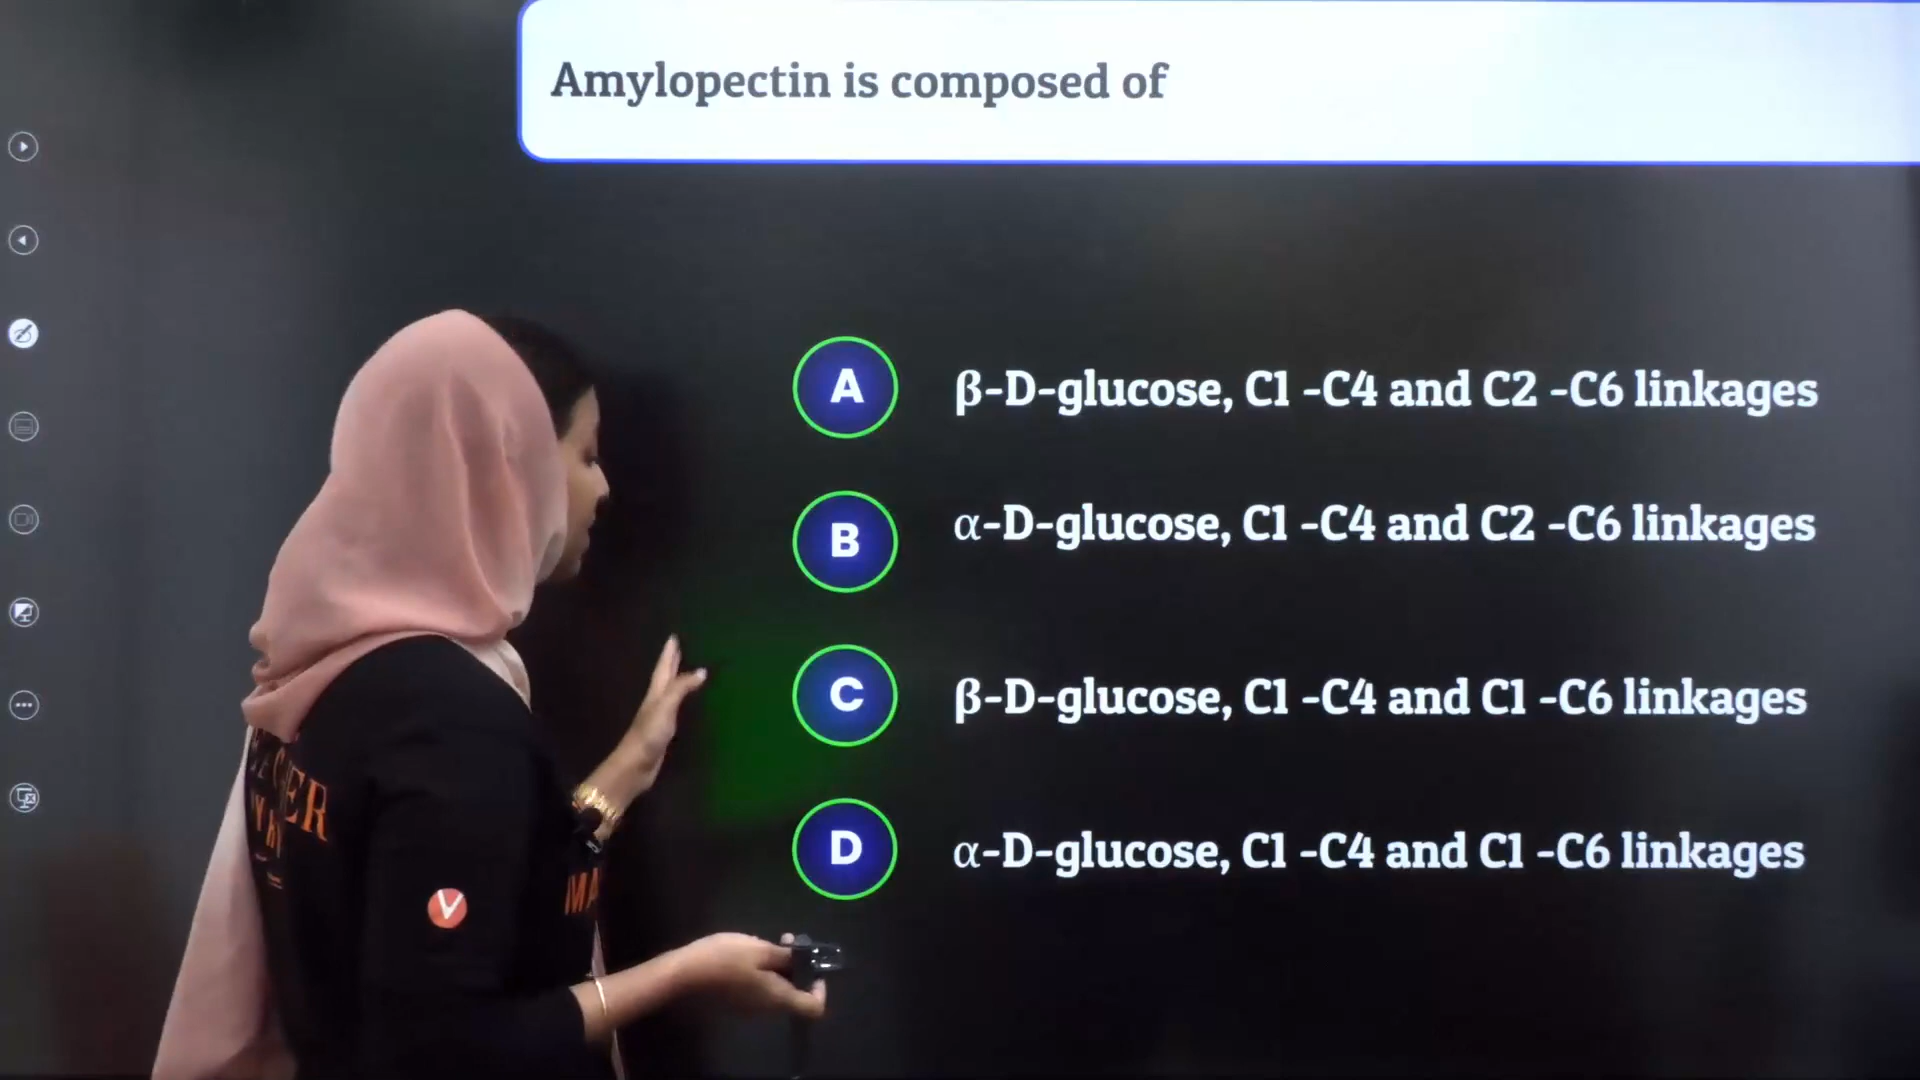 Amylopectin is composed of
A β-D-glucose, C1 -C4 and C2 -C6 linkages
B α-D-glucose, C1 -C4 and C2 -C6 linkages
C β-D-glucose, C1 -C4 and C1 -C6 linkages
D α-D-glucose, C1 -C4 and C1 -C6 linkages
V